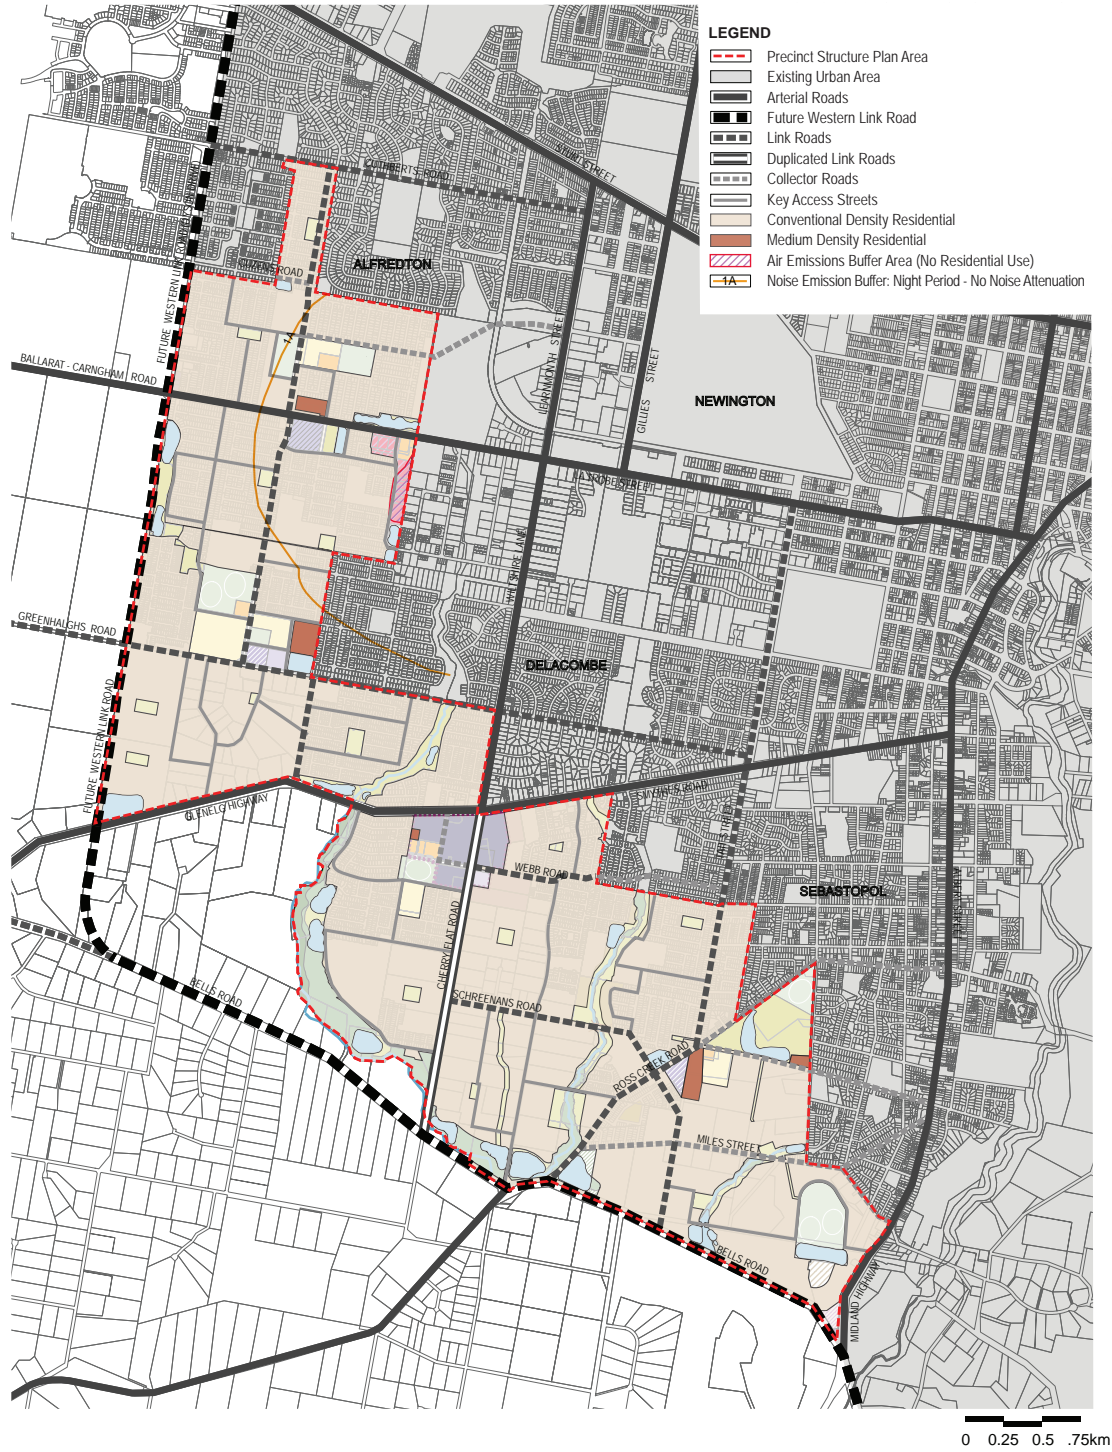 LEGEND
Precinct Structure Plan Area
Existing Urban Area
Arterial Roads
Future Western Link Road
Link Roads
Duplicated Link Roads
Collector Roads
Key Access Streets
Conventional Density Residential
Medium Density Residential
Air Emissions Buffer Area (No Residential Use)
1A Noise Emission Buffer: Night Period - No Noise Attenuation
CUTHBERTS ROAD
ALFREDTON
FUTURE WESTERN LINK ROAD
1A
LEARMONTH STREET
GILLIES STREET
BALLARAT - CARNGHAM ROAD
NEWINGTON
LATROBE STREET
WILTSHIRE LANE
GREENHALGHS ROAD
DELACOMBE
FUTURE WESTERN LINK ROAD
GLENELG HIGHWAY
WEBB ROAD
SEBASTOPOL
CHERRY FLAT ROAD
BELLS ROAD
SCHREENANS ROAD
ROSS CREEK ROAD
MILES STREET
BELLS ROAD
MIDLAND HIGHWAY
0 0.25 0.5 .75km